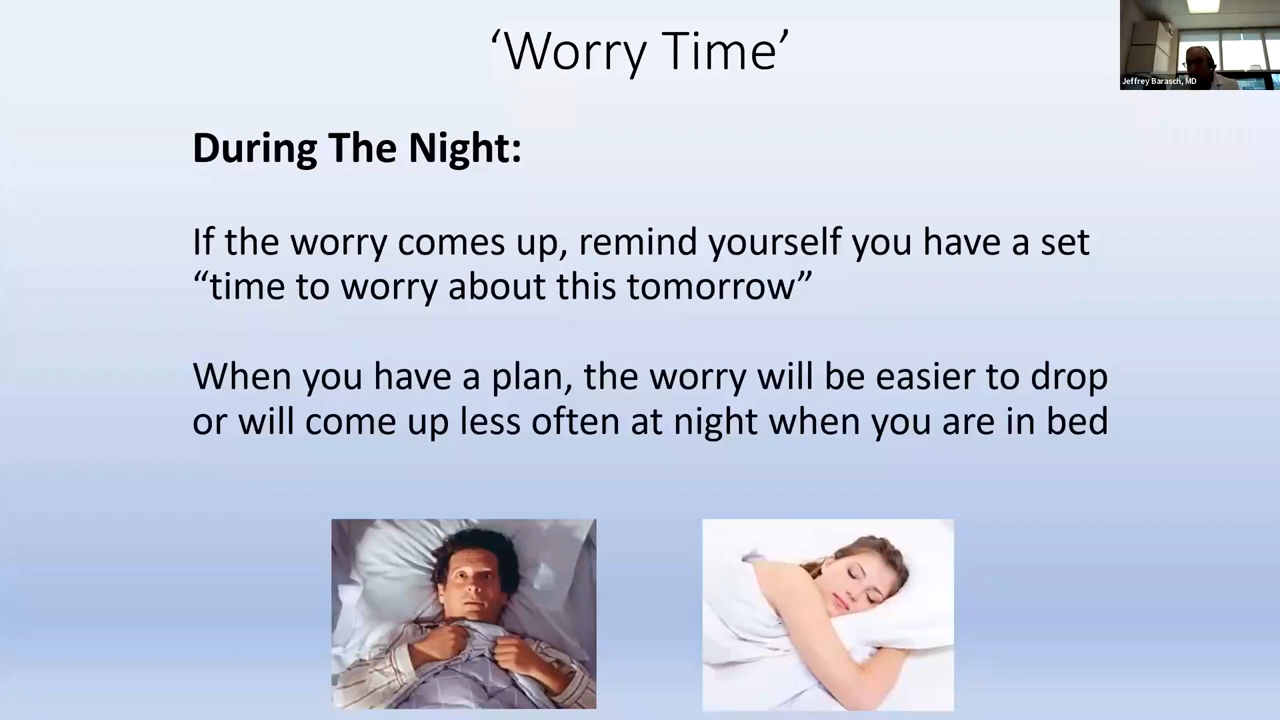 ‘Worry Time’
Jeffrey Barasch, MD
During The Night:
If the worry comes up, remind yourself you have a set
“time to worry about this tomorrow”
When you have a plan, the worry will be easier to drop
or will come up less often at night when you are in bed